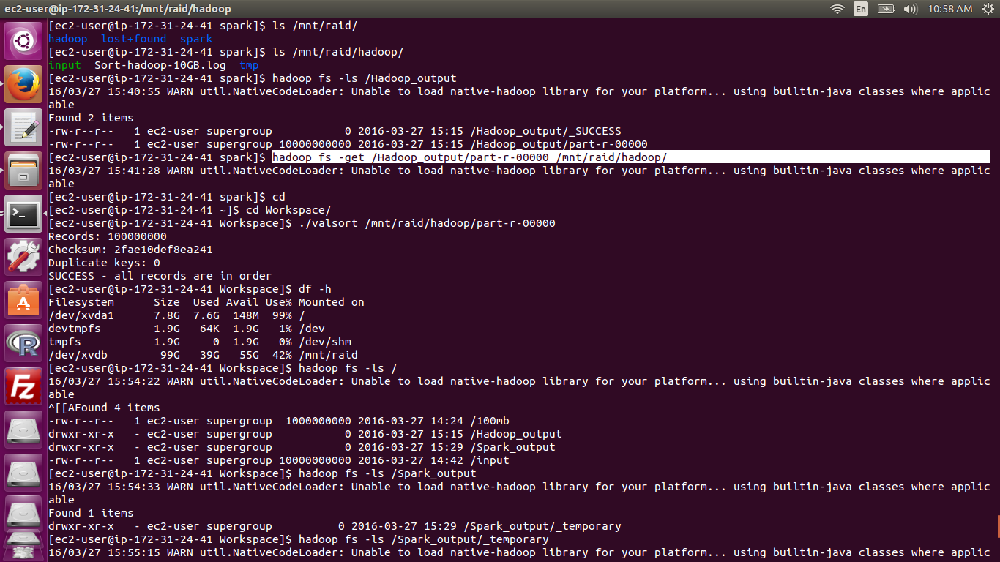 ec2-user@ip-172-31-24-41:/mnt/raid/hadoop En 10:58 AM
[ec2-user@ip-172-31-24-41 spark]$ ls /mnt/raid/
hadoop  lost+found  spark
[ec2-user@ip-172-31-24-41 spark]$ ls /mnt/raid/hadoop/
input  Sort-hadoop-10GB.log  tmp
[ec2-user@ip-172-31-24-41 spark]$ hadoop fs -ls /Hadoop_output
16/03/27 15:40:55 WARN util.NativeCodeLoader: Unable to load native-hadoop library for your platform... using builtin-java classes where applic
able
Found 2 items
-rw-r--r--   1 ec2-user supergroup           0 2016-03-27 15:15 /Hadoop_output/_SUCCESS
-rw-r--r--   1 ec2-user supergroup 10000000000 2016-03-27 15:15 /Hadoop_output/part-r-00000
[ec2-user@ip-172-31-24-41 spark]$ hadoop fs -get /Hadoop_output/part-r-00000 /mnt/raid/hadoop/
16/03/27 15:41:28 WARN util.NativeCodeLoader: Unable to load native-hadoop library for your platform... using builtin-java classes where applic
able
[ec2-user@ip-172-31-24-41 spark]$ cd
[ec2-user@ip-172-31-24-41 ~]$ cd Workspace/
[ec2-user@ip-172-31-24-41 Workspace]$ ./valsort /mnt/raid/hadoop/part-r-00000
Records: 100000000
Checksum: 2fae10def8ea241
Duplicate keys: 0
SUCCESS - all records are in order
[ec2-user@ip-172-31-24-41 Workspace]$ df -h
Filesystem      Size  Used Avail Use% Mounted on
/dev/xvda1      7.8G  7.6G  148M  99% /
devtmpfs        1.9G   64K  1.9G   1% /dev
tmpfs           1.9G     0  1.9G   0% /dev/shm
/dev/xvdb        99G   39G   55G  42% /mnt/raid
[ec2-user@ip-172-31-24-41 Workspace]$ hadoop fs -ls /
16/03/27 15:54:22 WARN util.NativeCodeLoader: Unable to load native-hadoop library for your platform... using builtin-java classes where applic
able
^[[AFound 4 items
-rw-r--r--   1 ec2-user supergroup  1000000000 2016-03-27 14:24 /100mb
drwxr-xr-x   - ec2-user supergroup           0 2016-03-27 15:15 /Hadoop_output
drwxr-xr-x   - ec2-user supergroup           0 2016-03-27 15:29 /Spark_output
-rw-r--r--   1 ec2-user supergroup 10000000000 2016-03-27 14:42 /input
[ec2-user@ip-172-31-24-41 Workspace]$ hadoop fs -ls /Spark_output
16/03/27 15:54:33 WARN util.NativeCodeLoader: Unable to load native-hadoop library for your platform... using builtin-java classes where applic
able
Found 1 items
drwxr-xr-x   - ec2-user supergroup          0 2016-03-27 15:29 /Spark_output/_temporary
[ec2-user@ip-172-31-24-41 Workspace]$ hadoop fs -ls /Spark_output/_temporary
16/03/27 15:55:15 WARN util.NativeCodeLoader: Unable to load native-hadoop library for your platform... using builtin-java classes where applic
A
R
Fz